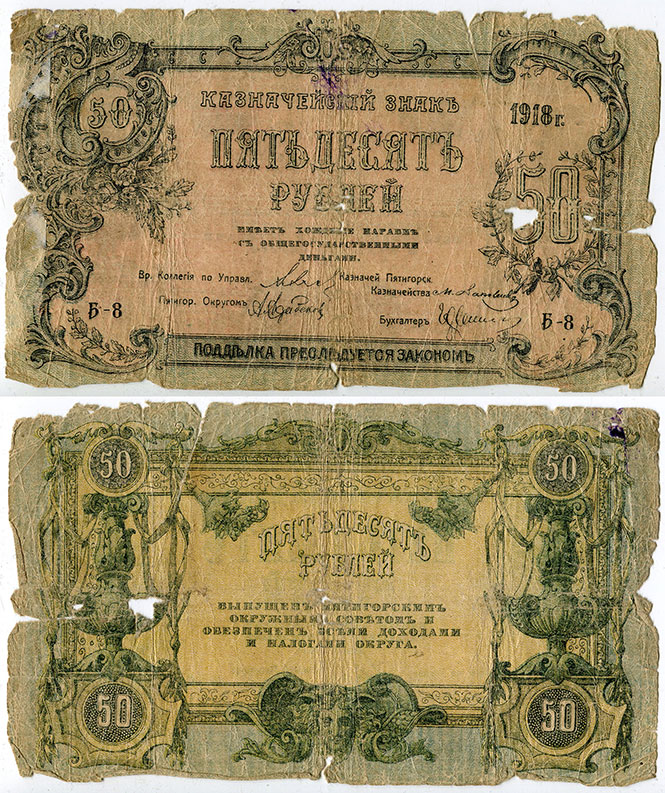 50
КАЗНАЧЕЙСКІЙ ЗНАКЪ
1918 г.
ПЯТЬДЕСЯТЪ
РУБЛЕЙ
50
ИМѢЕТЪ ХОЖДЕНІЕ НАРАВНѢ
СЪ ОБЩЕГОСУДАРСТВЕННЫМИ
ДЕНЬГАМИ.
Вр. Коллегія по Управл.
Пятигор. Округомъ
Казначей Пятигорск.
Казначейства
Бухгалтеръ
Б-8
Б-8
ПОДДѢЛКА ПРЕСЛѢДУЕТСЯ ЗАКОНОМЪ
50
50
ПЯТЬДЕСЯТЪ
РУБЛЕЙ
ВЫПУЩЕНЪ ПЯТИГОРСКИМЪ
ОКРУЖНЫМЪ СОВѢТОМЪ И
ОБЕЗПЕЧЕНЪ ВСѢМИ ДОХОДАМИ
И НАЛОГАМИ ОКРУГА.
50
50